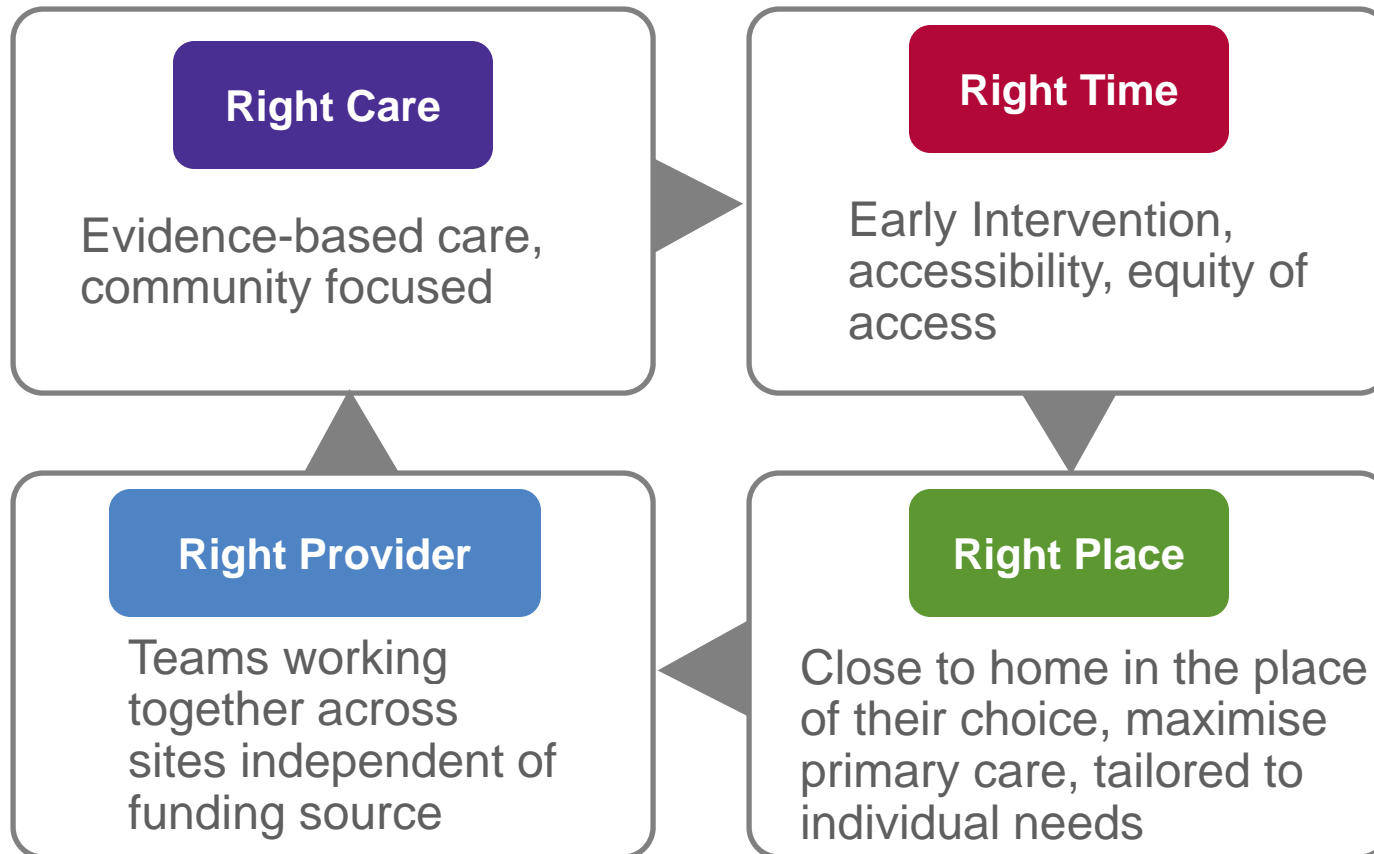 Right Care
Evidence-based care,
community focused
Right Time
Early Intervention,
accessibility, equity of
access
Right Provider
Teams working
together across
sites independent of
funding source
Right Place
Close to home in the place
of their choice, maximise
primary care, tailored to
individual needs